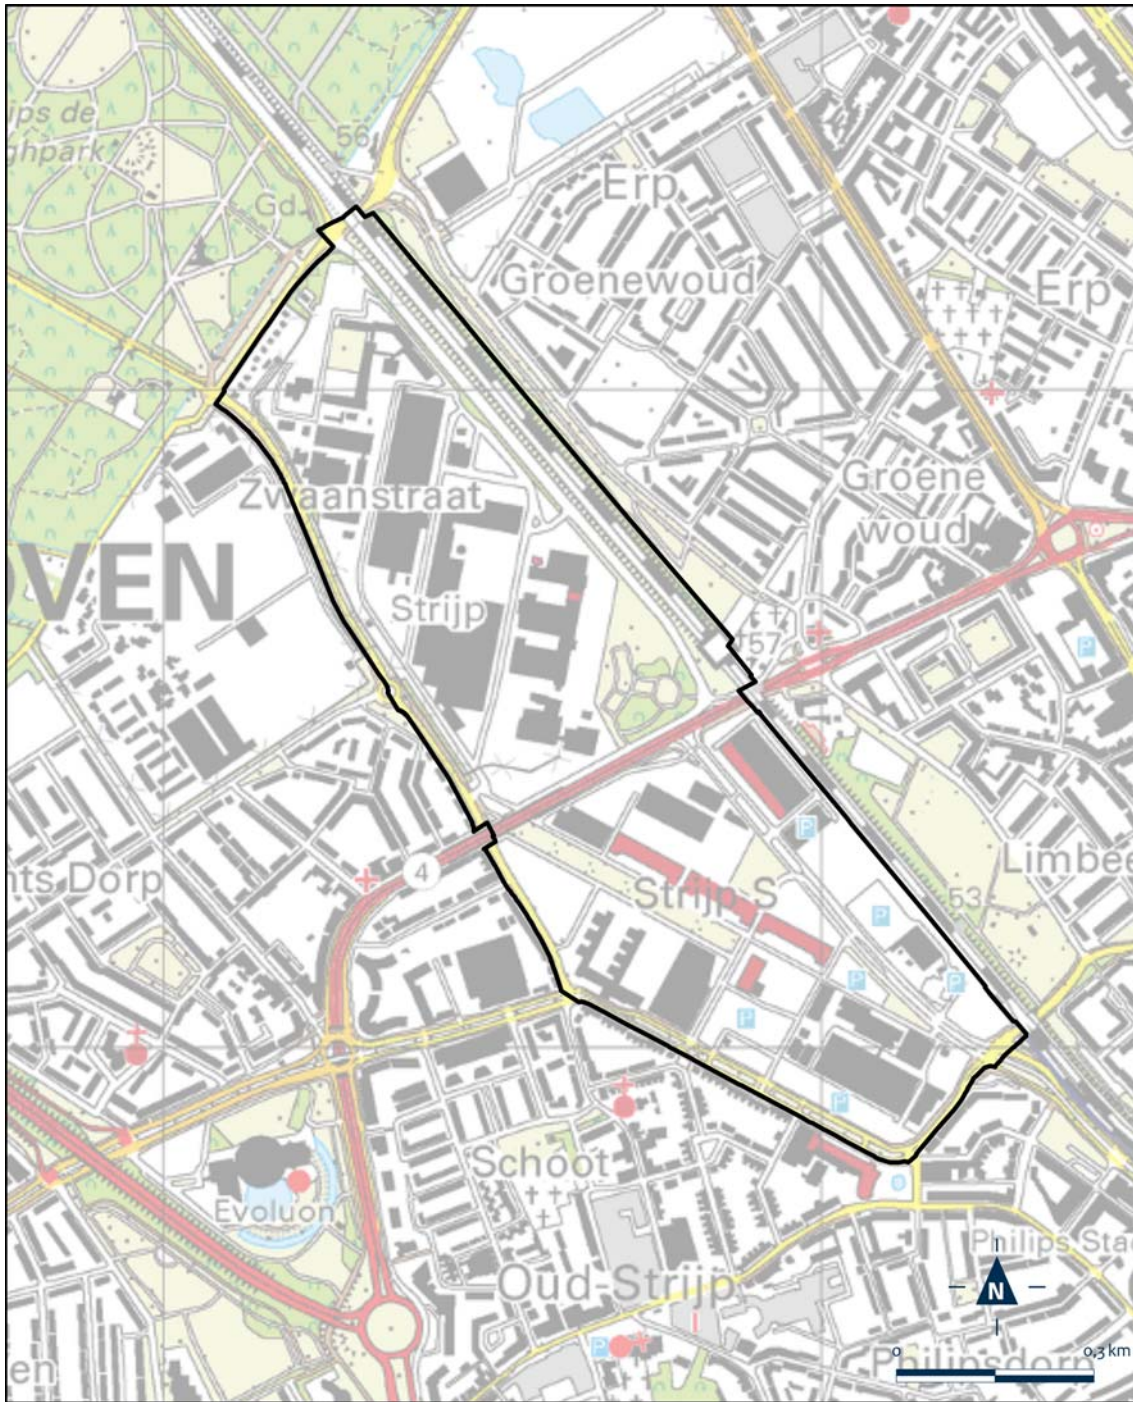 ips de
ghpark
56
Gd.
Erp
Groenewoud
Erp
Groene
woud
Zwaanstraat
VEN
Strijp
57
P
4
P
Limbee
nts Dorp
Strijp S
53
P
P
P
P
P
Schoot
Evoluon
Philips Stad
N
Oud-Strijp
0
0,3 km
P
Philipsdorp
en